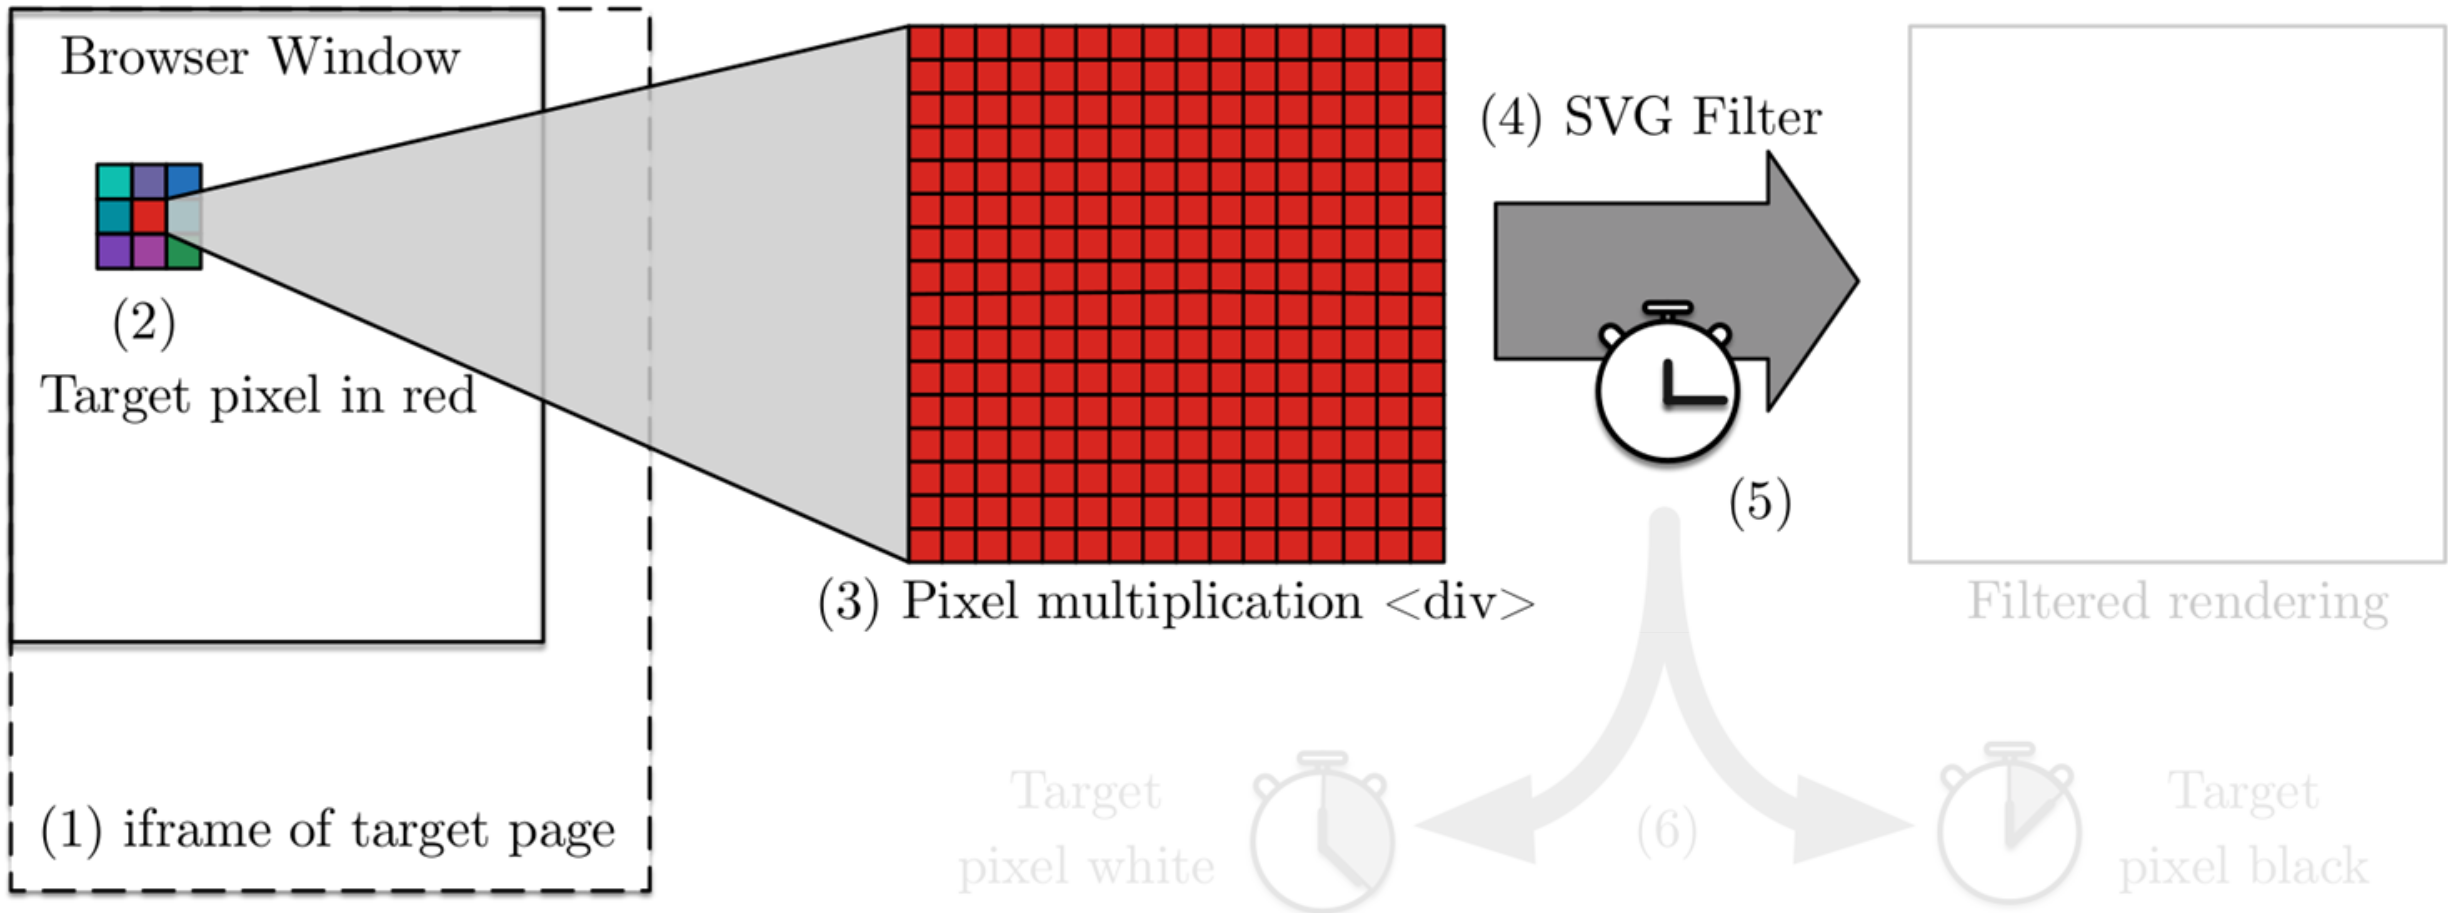 Browser Window
(2)
Target pixel in red
(1) iframe of target page
(3) Pixel multiplication <div>
(4) SVG Filter
(5)
Filtered rendering
Target
pixel white
(6)
Target
pixel black